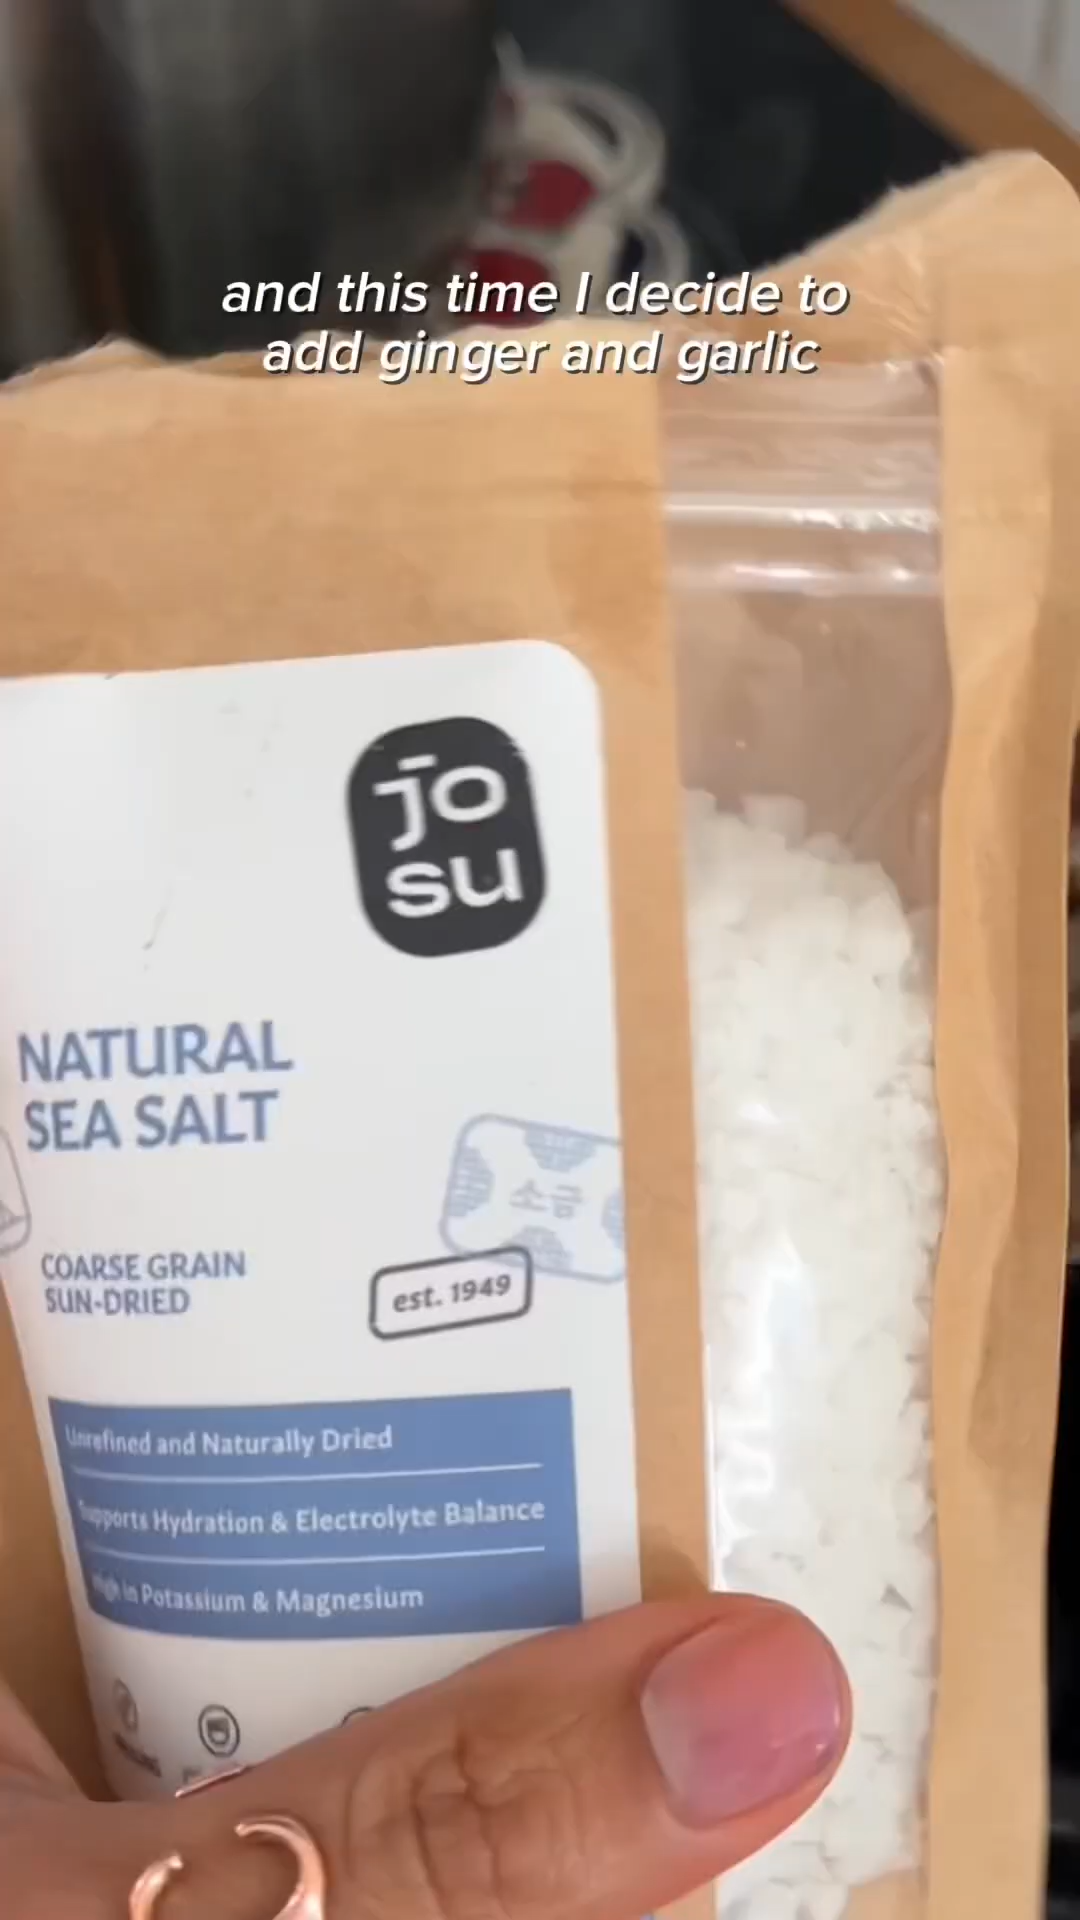 and this time I decide to
add ginger and garlic
jo
su
NATURAL
SEA SALT
소금
COARSE GRAIN
SUN-DRIED
est. 1949
Unrefined and Naturally Dried
Supports Hydration & Electrolyte Balance
High in Potassium & Magnesium